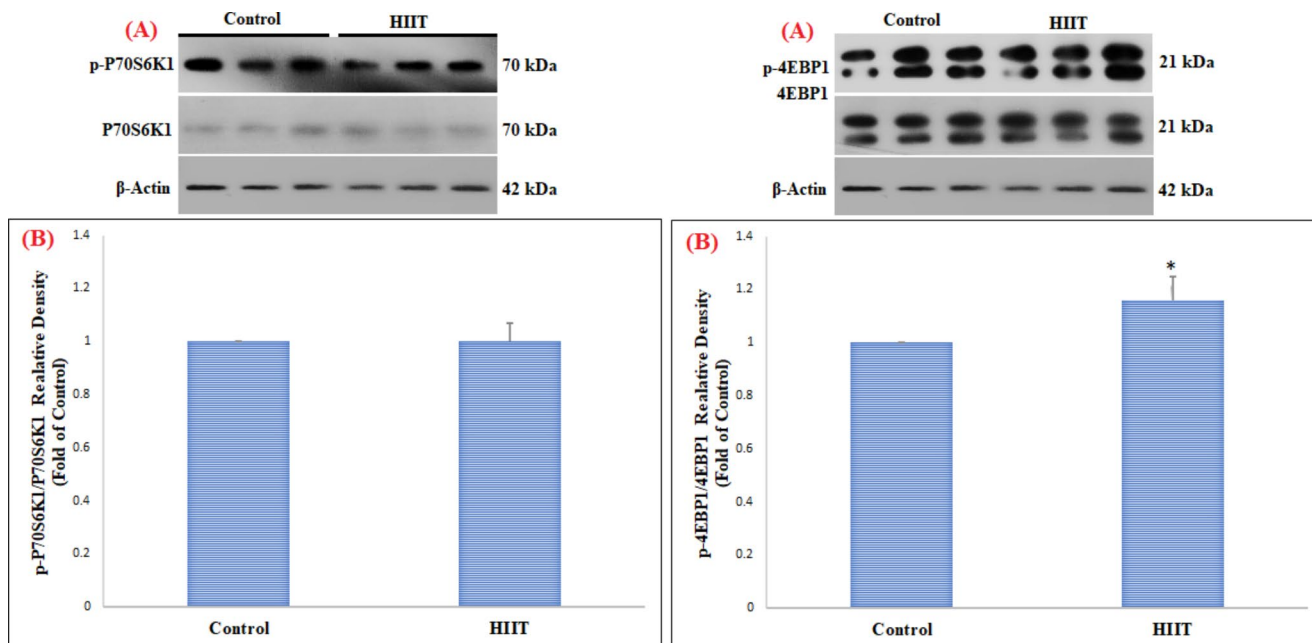 (A)
Control HIIT
p-P70S6K1 70 kDa
P70S6K1 70 kDa
β-Actin 42 kDa
(B)
p-P70S6K1/P70S6K1 Realative Density
(Fold of Control)
1.4
1.2
1
0.8
0.6
0.4
0.2
0
Control HIIT
(A)
Control HIIT
p-4EBP1 21 kDa
4EBP1
21 kDa
β-Actin 42 kDa
(B)
p-4EBP1/4EBP1 Realative Density
(Fold of Control)
1.4
1.2
1
0.8
0.6
0.4
0.2
0
*
Control HIIT